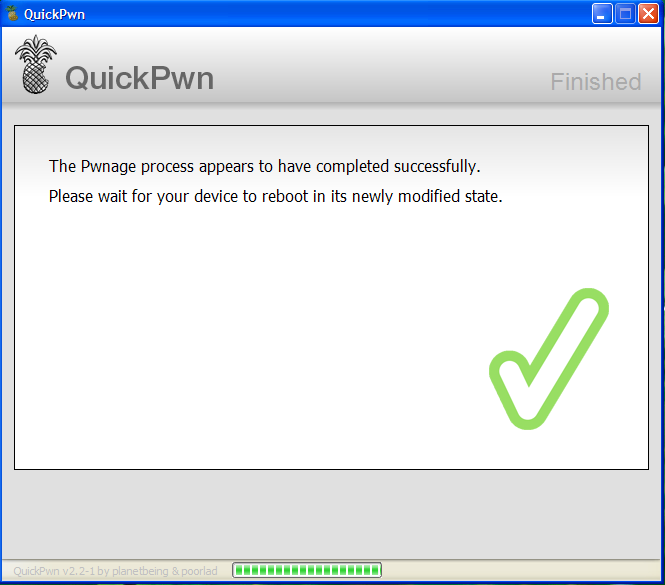 QuickPwn
QuickPwn
Finished
The Pwnage process appears to have completed successfully.
Please wait for your device to reboot in its newly modified state.
QuickPwn v2.2-1 by planetbeing & poorlad